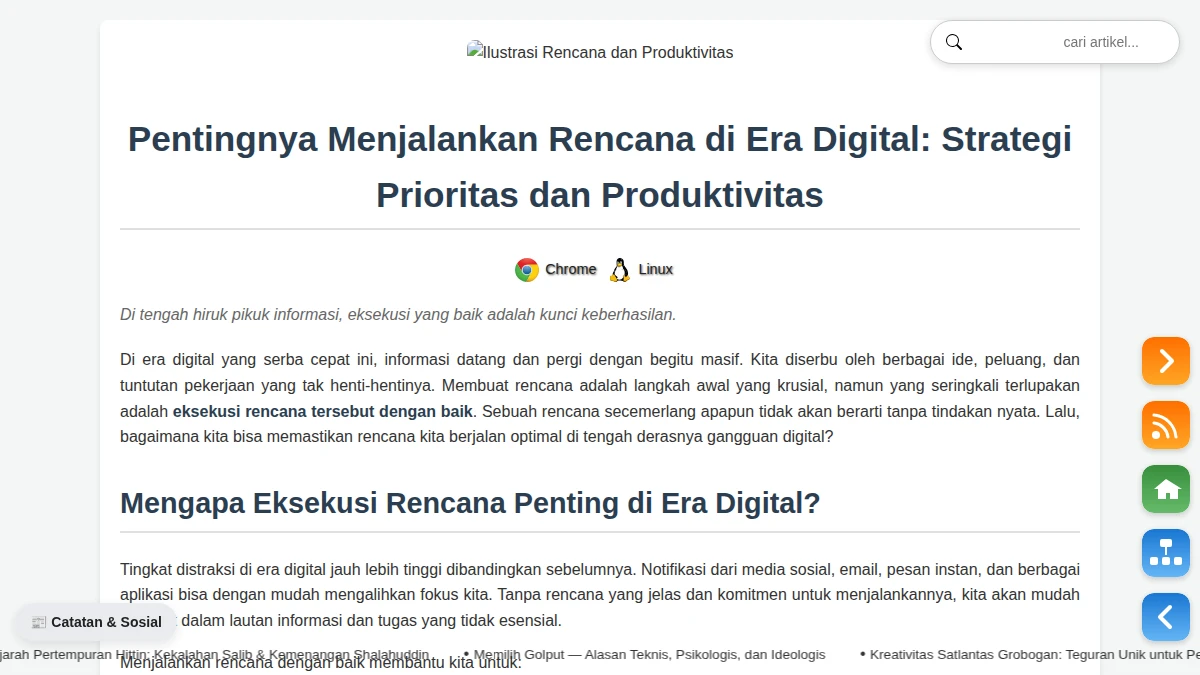 Ilustrasi Rencana dan Produktivitas
cari artikel...
Pentingnya Menjalankan Rencana di Era Digital: Strategi
Prioritas dan Produktivitas
Chrome Linux
Di tengah hiruk pikuk informasi, eksekusi yang baik adalah kunci keberhasilan.
Di era digital yang serba cepat ini, informasi datang dan pergi dengan begitu masif. Kita diserbu oleh berbagai ide, peluang, dan
tuntutan pekerjaan yang tak henti-hentinya. Membuat rencana adalah langkah awal yang krusial, namun yang seringkali terlupakan
adalah eksekusi rencana tersebut dengan baik. Sebuah rencana secemerlang apapun tidak akan berarti tanpa tindakan nyata. Lalu,
bagaimana kita bisa memastikan rencana kita berjalan optimal di tengah derasnya gangguan digital?
Mengapa Eksekusi Rencana Penting di Era Digital?
Tingkat distraksi di era digital jauh lebih tinggi dibandingkan sebelumnya. Notifikasi dari media sosial, email, pesan instan, dan berbagai
aplikasi bisa dengan mudah mengalihkan fokus kita. Tanpa rencana yang jelas dan komitmen untuk menjalankannya, kita akan mudah
dalam lautan informasi dan tugas yang tidak esensial.
📰 Catatan & Sosial
jarah Pertempuran Hittin: Kekalahan Salib & Kemenangan Shalahuddin • Memilih Golput — Alasan Teknis, Psikologis, dan Ideologis • Kreativitas Satlantas Grobogan: Teguran Unik untuk Pe
Menjalankan rencana dengan baik membantu kita untuk: